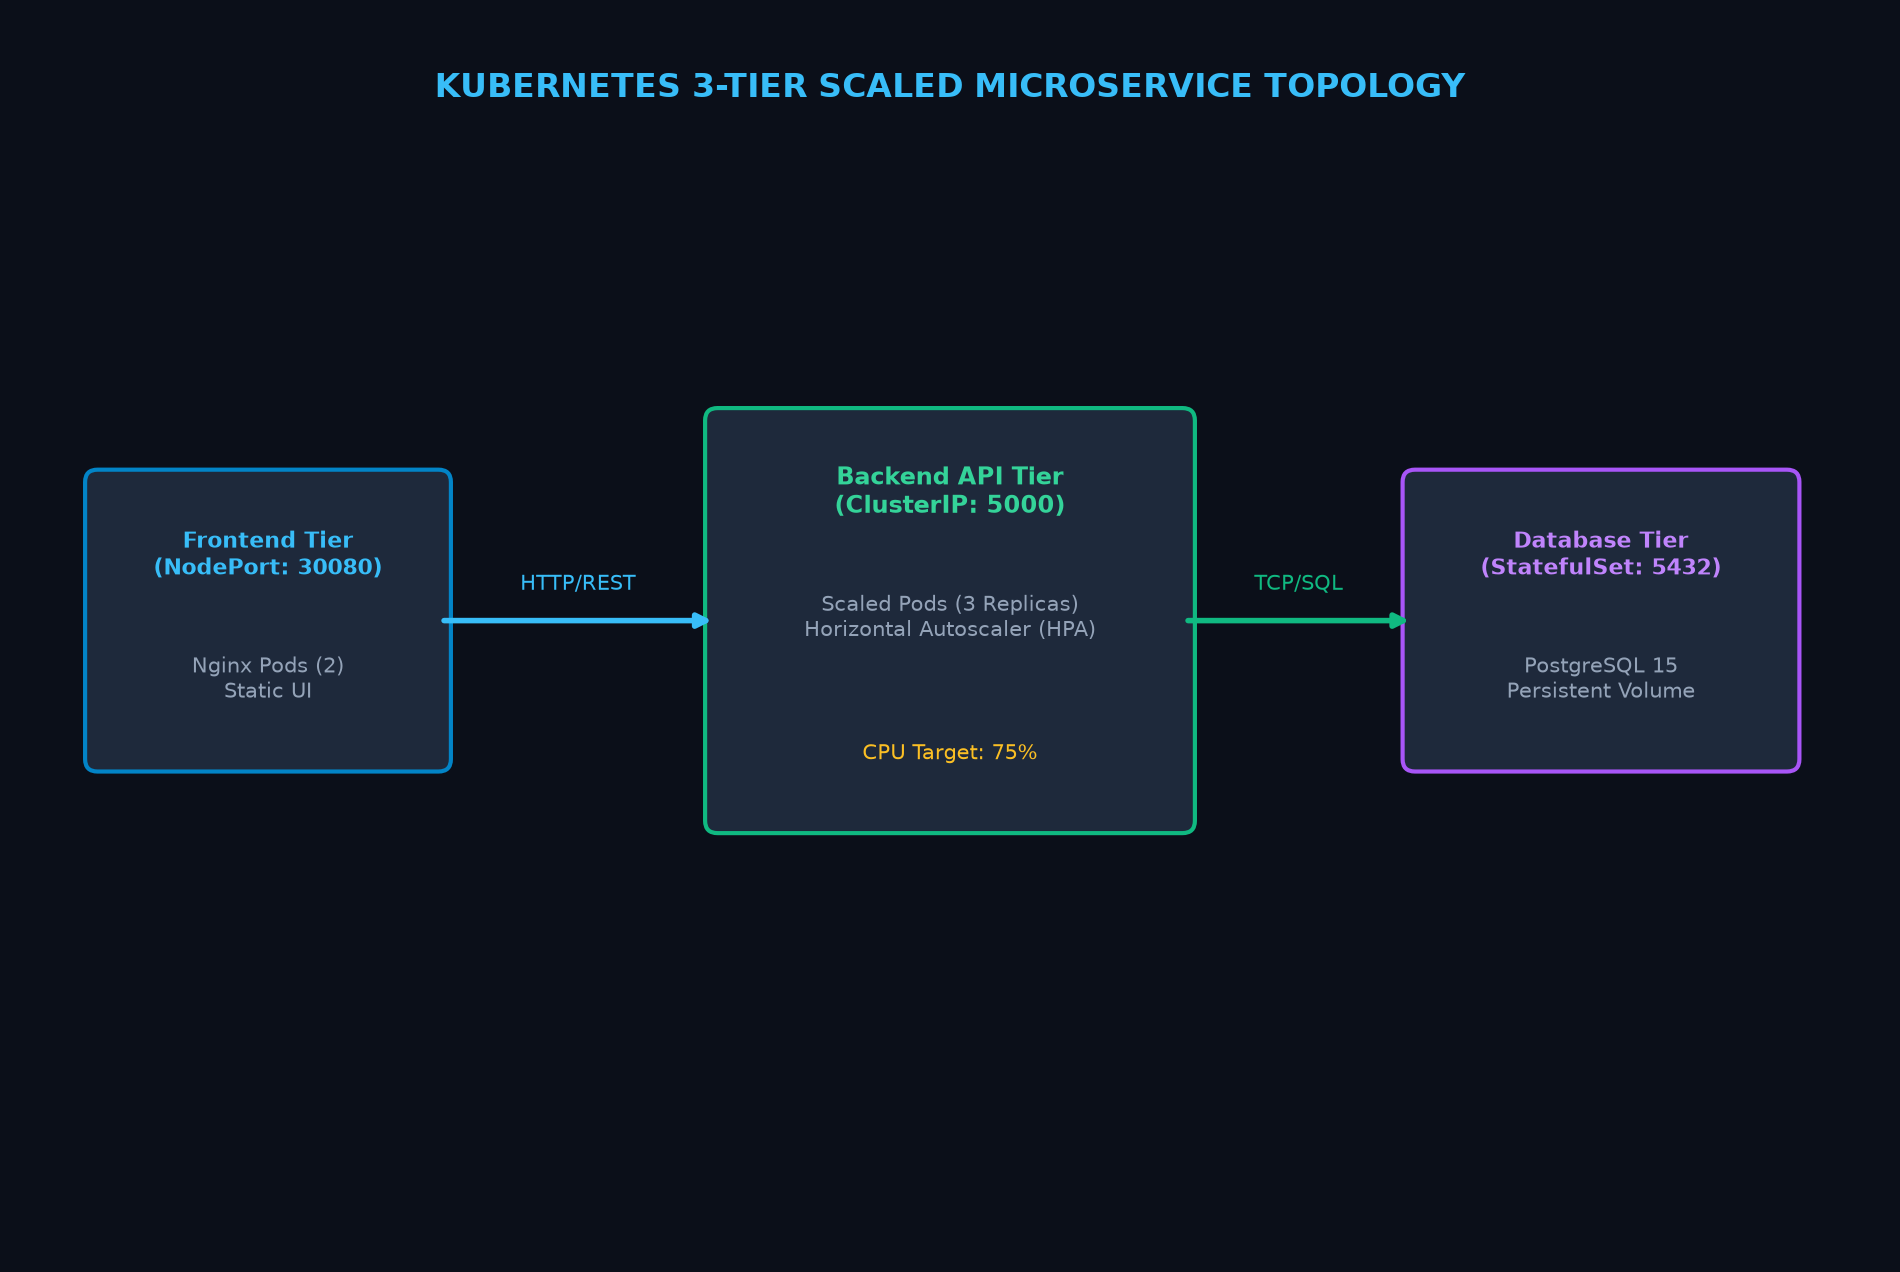 KUBERNETES 3-TIER SCALED MICROSERVICE TOPOLOGY
Frontend Tier
(NodePort: 30080)
Nginx Pods (2)
Static UI
HTTP/REST
Backend API Tier
(ClusterIP: 5000)
Scaled Pods (3 Replicas)
Horizontal Autoscaler (HPA)
CPU Target: 75%
TCP/SQL
Database Tier
(StatefulSet: 5432)
PostgreSQL 15
Persistent Volume